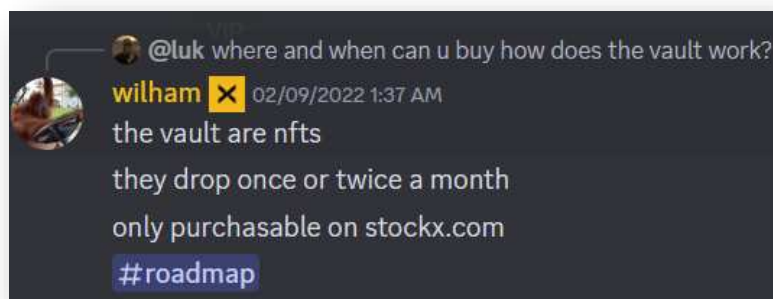 @luk where and when can u buy how does the vault work?
wilham 02/09/2022 1:37 AM
the vault are nfts
they drop once or twice a month
only purchasable on stockx.com
#roadmap